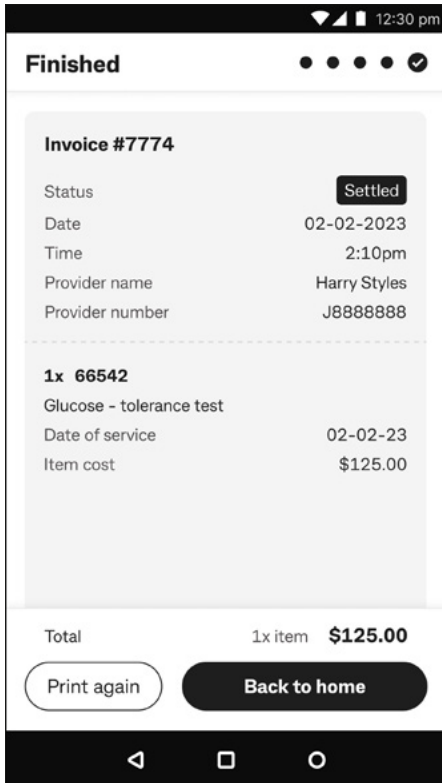 12:30 pm
Finished
Invoice #7774
Status Settled
Date 02-02-2023
Time 2:10pm
Provider name Harry Styles
Provider number J8888888
1x 66542
Glucose - tolerance test
Date of service 02-02-23
Item cost $125.00
Total 1x item $125.00
Print again Back to home